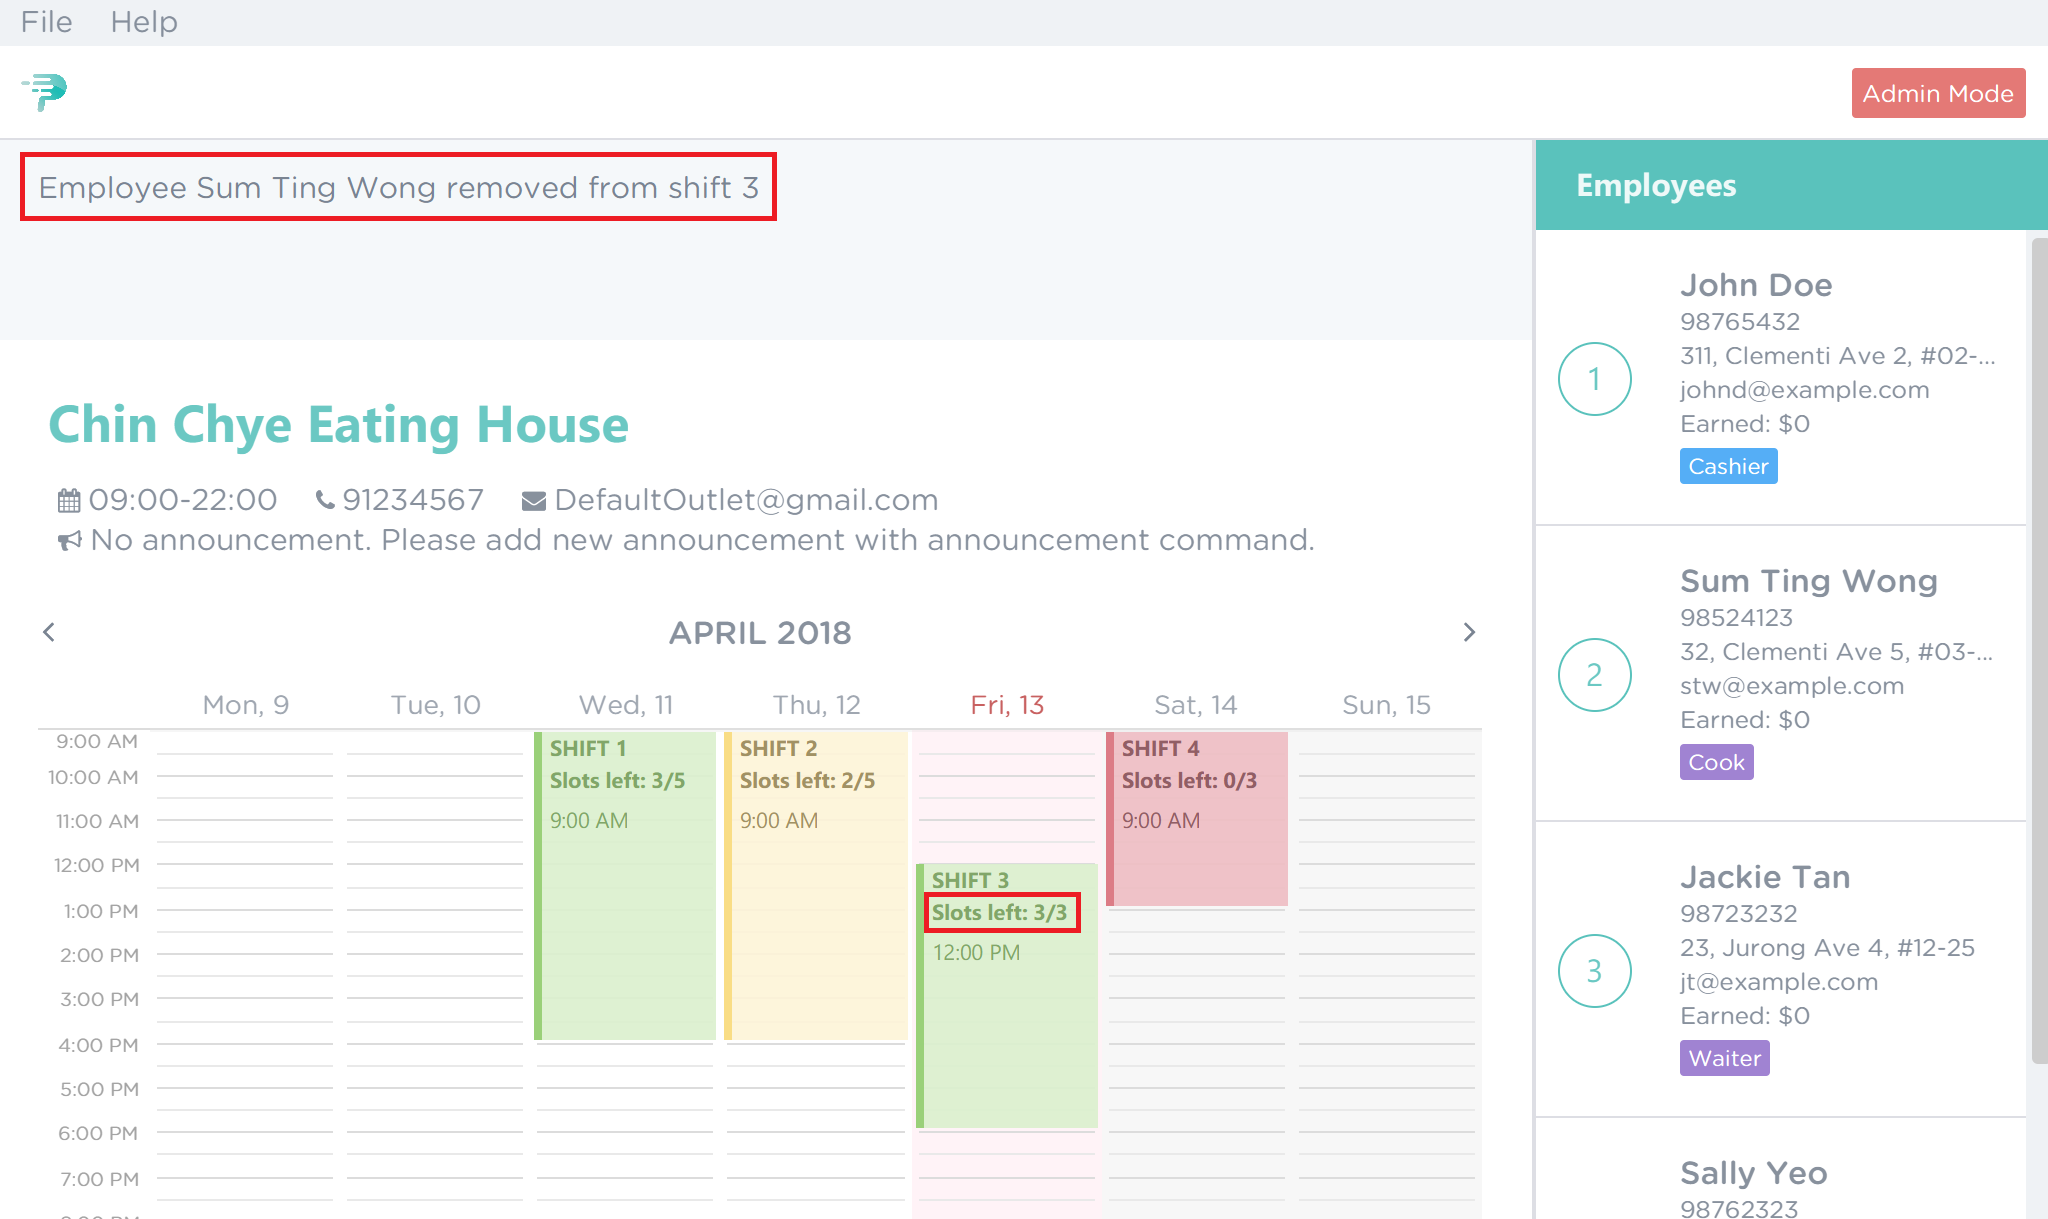 File Help
Admin Mode
Employee Sum Ting Wong removed from shift 3
Chin Chye Eating House
09:00-22:00 91234567 DefaultOutlet@gmail.com
No announcement. Please add new announcement with announcement command.
APRIL 2018
Mon, 9 Tue, 10 Wed, 11 Thu, 12 Fri, 13 Sat, 14 Sun, 15
9:00 AM
10:00 AM
11:00 AM
12:00 PM
1:00 PM
2:00 PM
3:00 PM
4:00 PM
5:00 PM
6:00 PM
7:00 PM
SHIFT 1
Slots left: 3/5
9:00 AM
SHIFT 2
Slots left: 2/5
9:00 AM
SHIFT 3
Slots left: 3/3
12:00 PM
SHIFT 4
Slots left: 0/3
9:00 AM
Employees
1
John Doe
98765432
311, Clementi Ave 2, #02-...
johnd@example.com
Earned: $0
Cashier
2
Sum Ting Wong
98524123
32, Clementi Ave 5, #03-...
stw@example.com
Earned: $0
Cook
3
Jackie Tan
98723232
23, Jurong Ave 4, #12-25
jt@example.com
Earned: $0
Waiter
Sally Yeo
98762323